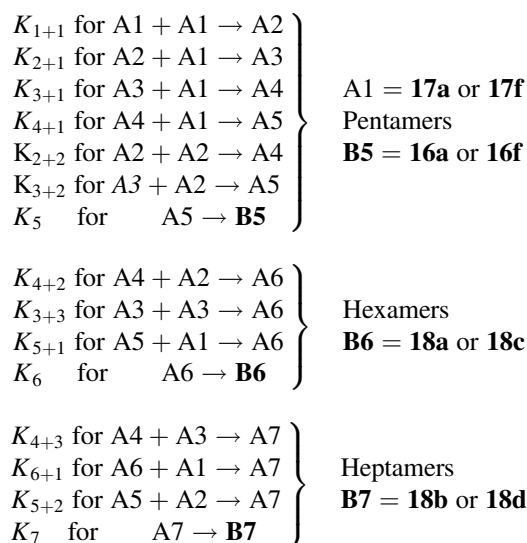 K1+1 for A1 + A1 → A2
K2+1 for A2 + A1 → A3
K3+1 for A3 + A1 → A4
K4+1 for A4 + A1 → A5
K2+2 for A2 + A2 → A4
K3+2 for A3 + A2 → A5
K5 for A5 → B5
A1 = 17a or 17f
Pentamers
B5 = 16a or 16f
K4+2 for A4 + A2 → A6
K3+3 for A3 + A3 → A6
K5+1 for A5 + A1 → A6
K6 for A6 → B6
Hexamers
B6 = 18a or 18c
K4+3 for A4 + A3 → A7
K6+1 for A6 + A1 → A7
K5+2 for A5 + A2 → A7
K7 for A7 → B7
Heptamers
B7 = 18b or 18d